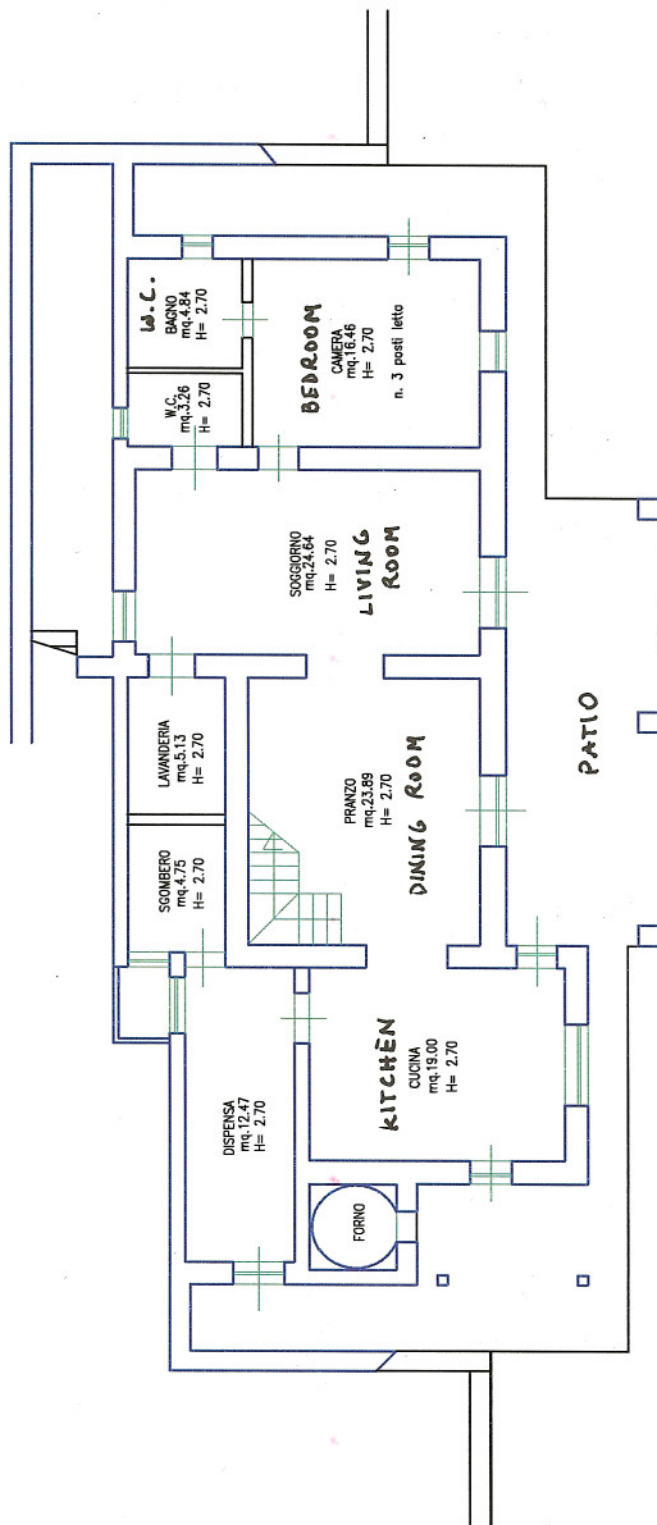 W.C.
BAGNO
mq.4.84
H= 2.70
W.C.
mq.3.26
H= 2.70
BEDROOM
CAMERA
mq.16.46
H= 2.70
n. 3 posti letto
SOGGIORNO
mq.24.64
H= 2.70
LIVING
ROOM
LAVANDERIA
mq.5.13
H= 2.70
SGOMBERO
mq.4.75
H= 2.70
PRANZO
mq.23.89
H= 2.70
DINING ROOM
PATIO
DISPENSA
mq.12.47
H= 2.70
KITCHEN
CUCINA
mq.19.00
H= 2.70
FORNO